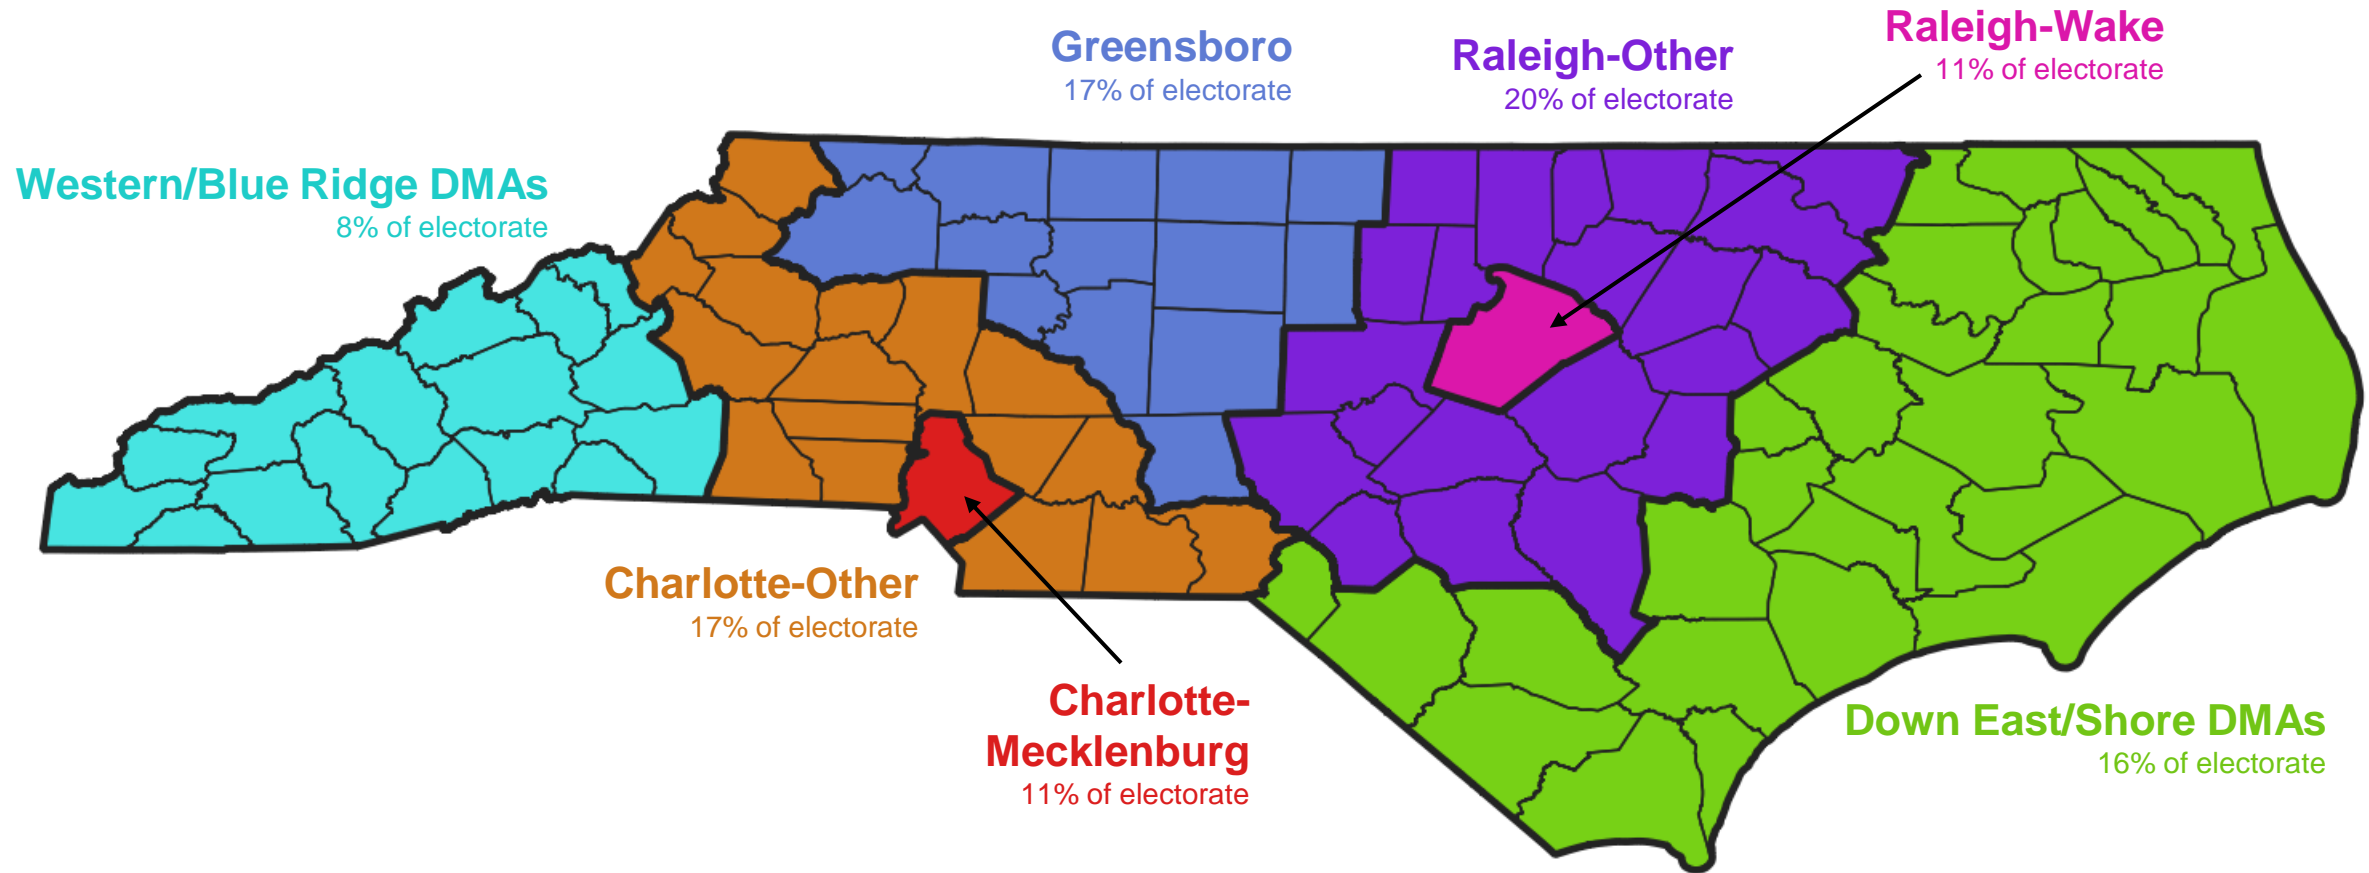 Raleigh-Wake
11% of electorate
Greensboro
17% of electorate
Raleigh-Other
20% of electorate
Western/Blue Ridge DMAs
8% of electorate
Charlotte-Other
17% of electorate
Charlotte-
Mecklenburg
11% of electorate
Down East/Shore DMAs
16% of electorate